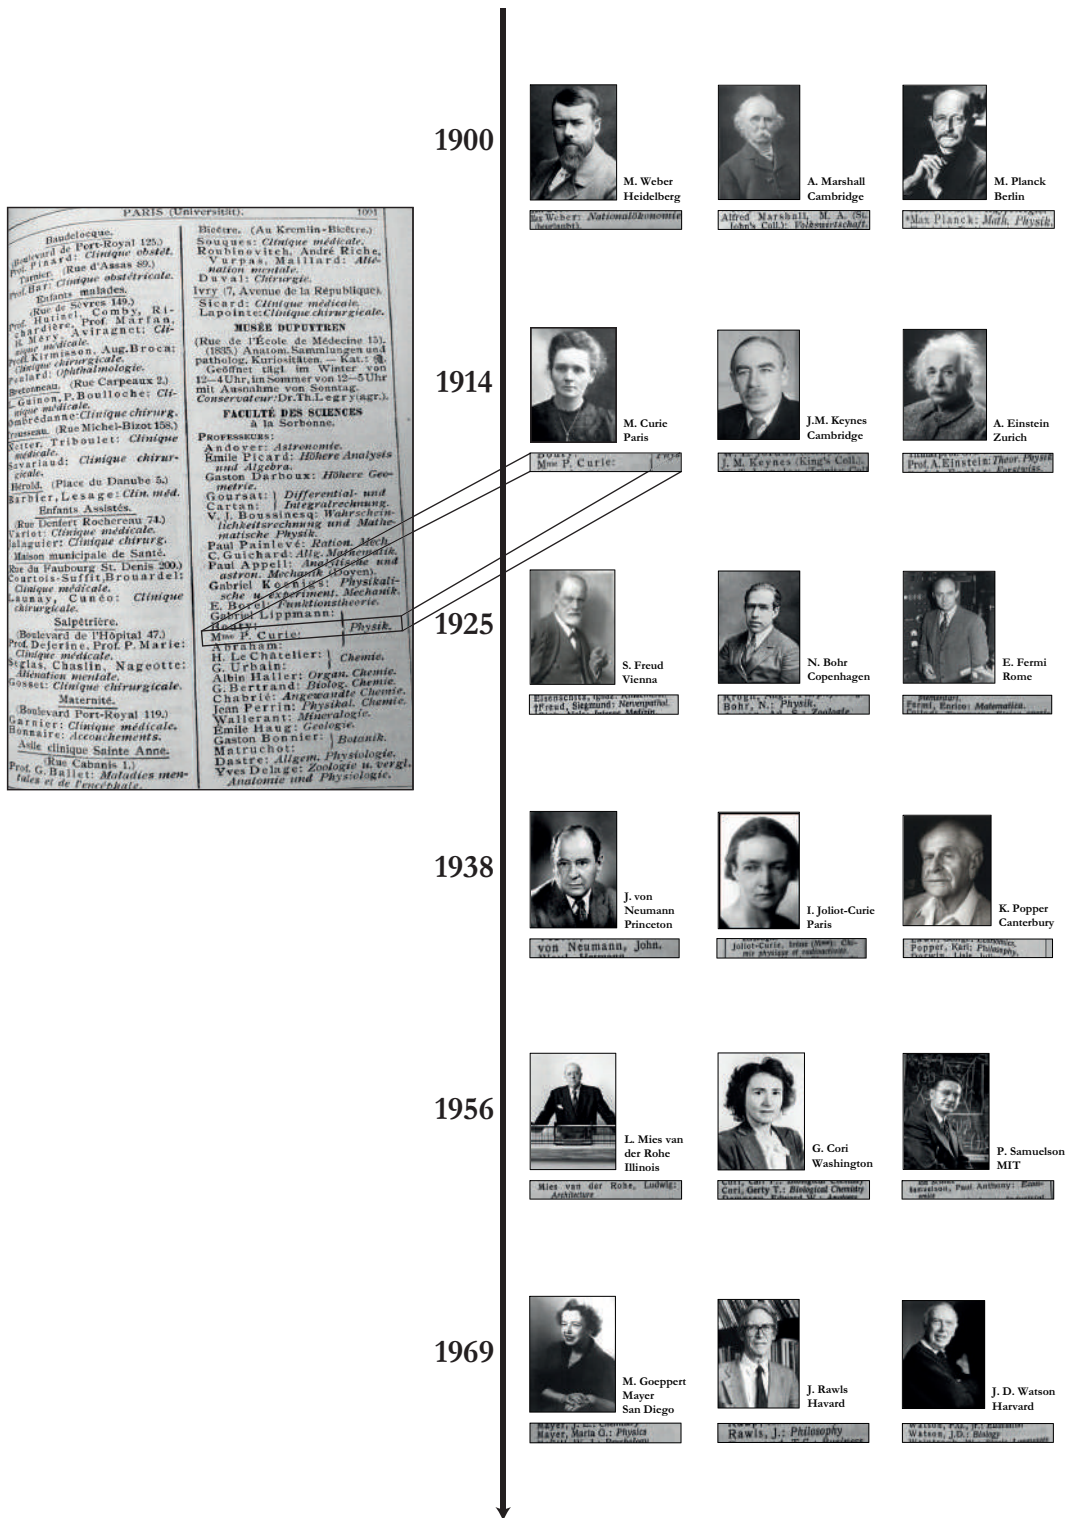 PARIS (Universität). 1091
Baudelocque.
(Boulevard de Port-Royal 125.)
Prof. Pinard: Clinique obstét.
Tarnier. (Rue d'Assas 89.)
Prof. Bar: Clinique obstétricale.
Enfants malades.
(Rue de Sèvres 149.)
Prof. Hutinel, Comby, Ri-
chardière, Prof. Marfan,
H. Méry, Aviragnet: Cli-
nique médicale.
Prof. Kirmisson, Aug. Broca:
Clinique chirurgicale.
Poulard: Ophthalmologie.
Bretonneau. (Rue Carpeaux 2.)
L. Guinon, P. Boulloche: Cli-
nique médicale.
Ombrédanne: Clinique chirurg.
Trousseau. (Rue Michel-Bizot 158.)
Netter, Triboulet: Clinique
médicale.
Savariaud: Clinique chirur-
gicale.
Hérold. (Place du Danube 5.)
Barbier, Lesage: Clin. méd.
Enfants Assistés.
(Rue Denfert Rochereau 74.)
Variot: Clinique médicale.
Jalaguier: Clinique chirurg.
Maison municipale de Santé.
Rue du Faubourg St. Denis 200.)
Courtois-Suffit, Brouardel:
Clinique médicale.
Launay, Cunéo: Clinique
chirurgicale.
Salpêtrière.
(Boulevard de l'Hôpital 47.)
Prof. Dejerine, Prof. P. Marie:
Clinique médicale.
Séglas, Chaslin, Nageotte:
Aliénation mentale.
Gosset: Clinique chirurgicale.
Maternité.
(Boulevard Port-Royal 119.)
Garnier: Clinique médicale.
Bonnaire: Accouchements.
Asile clinique Sainte Anne.
(Rue Cabanis 1.)
Prof. G. Ballet: Maladies men-
tales et de l'encéphale.
Bicêtre. (Au Kremlin-Bicêtre.)
Souques: Clinique médicale.
Roubinovitch, André Riche,
Vurpas, Maillard: Alié-
nation mentale.
Duval: Chirurgie.
Ivry (7, Avenue de la République).
Sicard: Clinique médicale.
Lapointe: Clinique chirurgicale.
MUSÉE DUPUYTREN
(Rue de l'École de Médecine 15).
(1835.) Anatom. Sammlungen und
patholog. Kuriositäten. — Kat.:
Geöffnet tägl. im Winter von
12—4 Uhr, im Sommer von 12—5 Uhr
mit Ausnahme von Sonntag.
Conservateur: Dr. Th. Legry (agr.).
FACULTÉ DES SCIENCES
à la Sorbonne.
PROFESSEURS:
Andoyer: Astronomie.
Emile Picard: Höhere Analysis
und Algebra.
Gaston Darboux: Höhere Geo-
metrie.
Goursat: } Differential- und
Cartan: } Integralrechnung.
V. J. Boussinesq: Wahrschein-
lichkeitsrechnung und Mathe-
matische Physik.
Paul Painlevé: Ration. Mech.
C. Guichard: Allg. Mathematik.
Paul Appell: Analytische und
astron. Mechanik (Doyen).
Gabriel Koenigs: Physikali-
sche u. experiment. Mechanik.
E. Borel: Funktionstheorie.
Gabriel Lippmann:
Bouty:
Mme P. Curie: } Physik.
Abraham:
H. Le Châtelier: } Chemie.
G. Urbain:
Albin Haller: Organ. Chemie.
G. Bertrand: Biolog. Chemie.
Chabrié: Angewandte Chemie.
Jean Perrin: Physikal. Chemie.
Wallerant: Mineralogie.
Emile Haug: Geologie.
Gaston Bonnier: } Botanik.
Matruchot:
Dastre: Allgem. Physiologie.
Yves Delage: Zoologie u. vergl.
Anatomie und Physiologie.
1900
M. Weber
Heidelberg
Max Weber: Nationalökonomie
(beurlaubt).
A. Marshall
Cambridge
Alfred Marshall, M. A. (St.
John's Coll.): Volkswirtschaft.
M. Planck
Berlin
*Max Planck: Math. Physik.
1914
M. Curie
Paris
Bouty:
Mme P. Curie: Phys
J.M. Keynes
Cambridge
J. M. Keynes (King's Coll.).
A. Einstein
Zurich
Prof. A. Einstein: Theor. Physik
1925
S. Freud
Vienna
†Freud, Siegmund: Nervenpathol.
N. Bohr
Copenhagen
Bohr, N.: Physik.
E. Fermi
Rome
Fermi, Enrico: Matematica.
1938
J. von
Neumann
Princeton
von Neumann, John.
I. Joliot-Curie
Paris
Joliot-Curie, Irène (Mme): Chi-
mie physique et radioactivité.
K. Popper
Canterbury
Popper, Karl: Philosophy,
1956
L. Mies van
der Rohe
Illinois
Mies van der Rohe, Ludwig:
Architecture
G. Cori
Washington
Cori, Carl F.: Biological Chemistry
Cori, Gerty T.: Biological Chemistry
P. Samuelson
MIT
Samuelson, Paul Anthony: Econ-
omics
1969
M. Goeppert
Mayer
San Diego
Mayer, J. E.: Chemistry
Mayer, Maria G.: Physics
J. Rawls
Havard
Rawls, J.: Philosophy
J. D. Watson
Harvard
Watson, J.D.: Biology